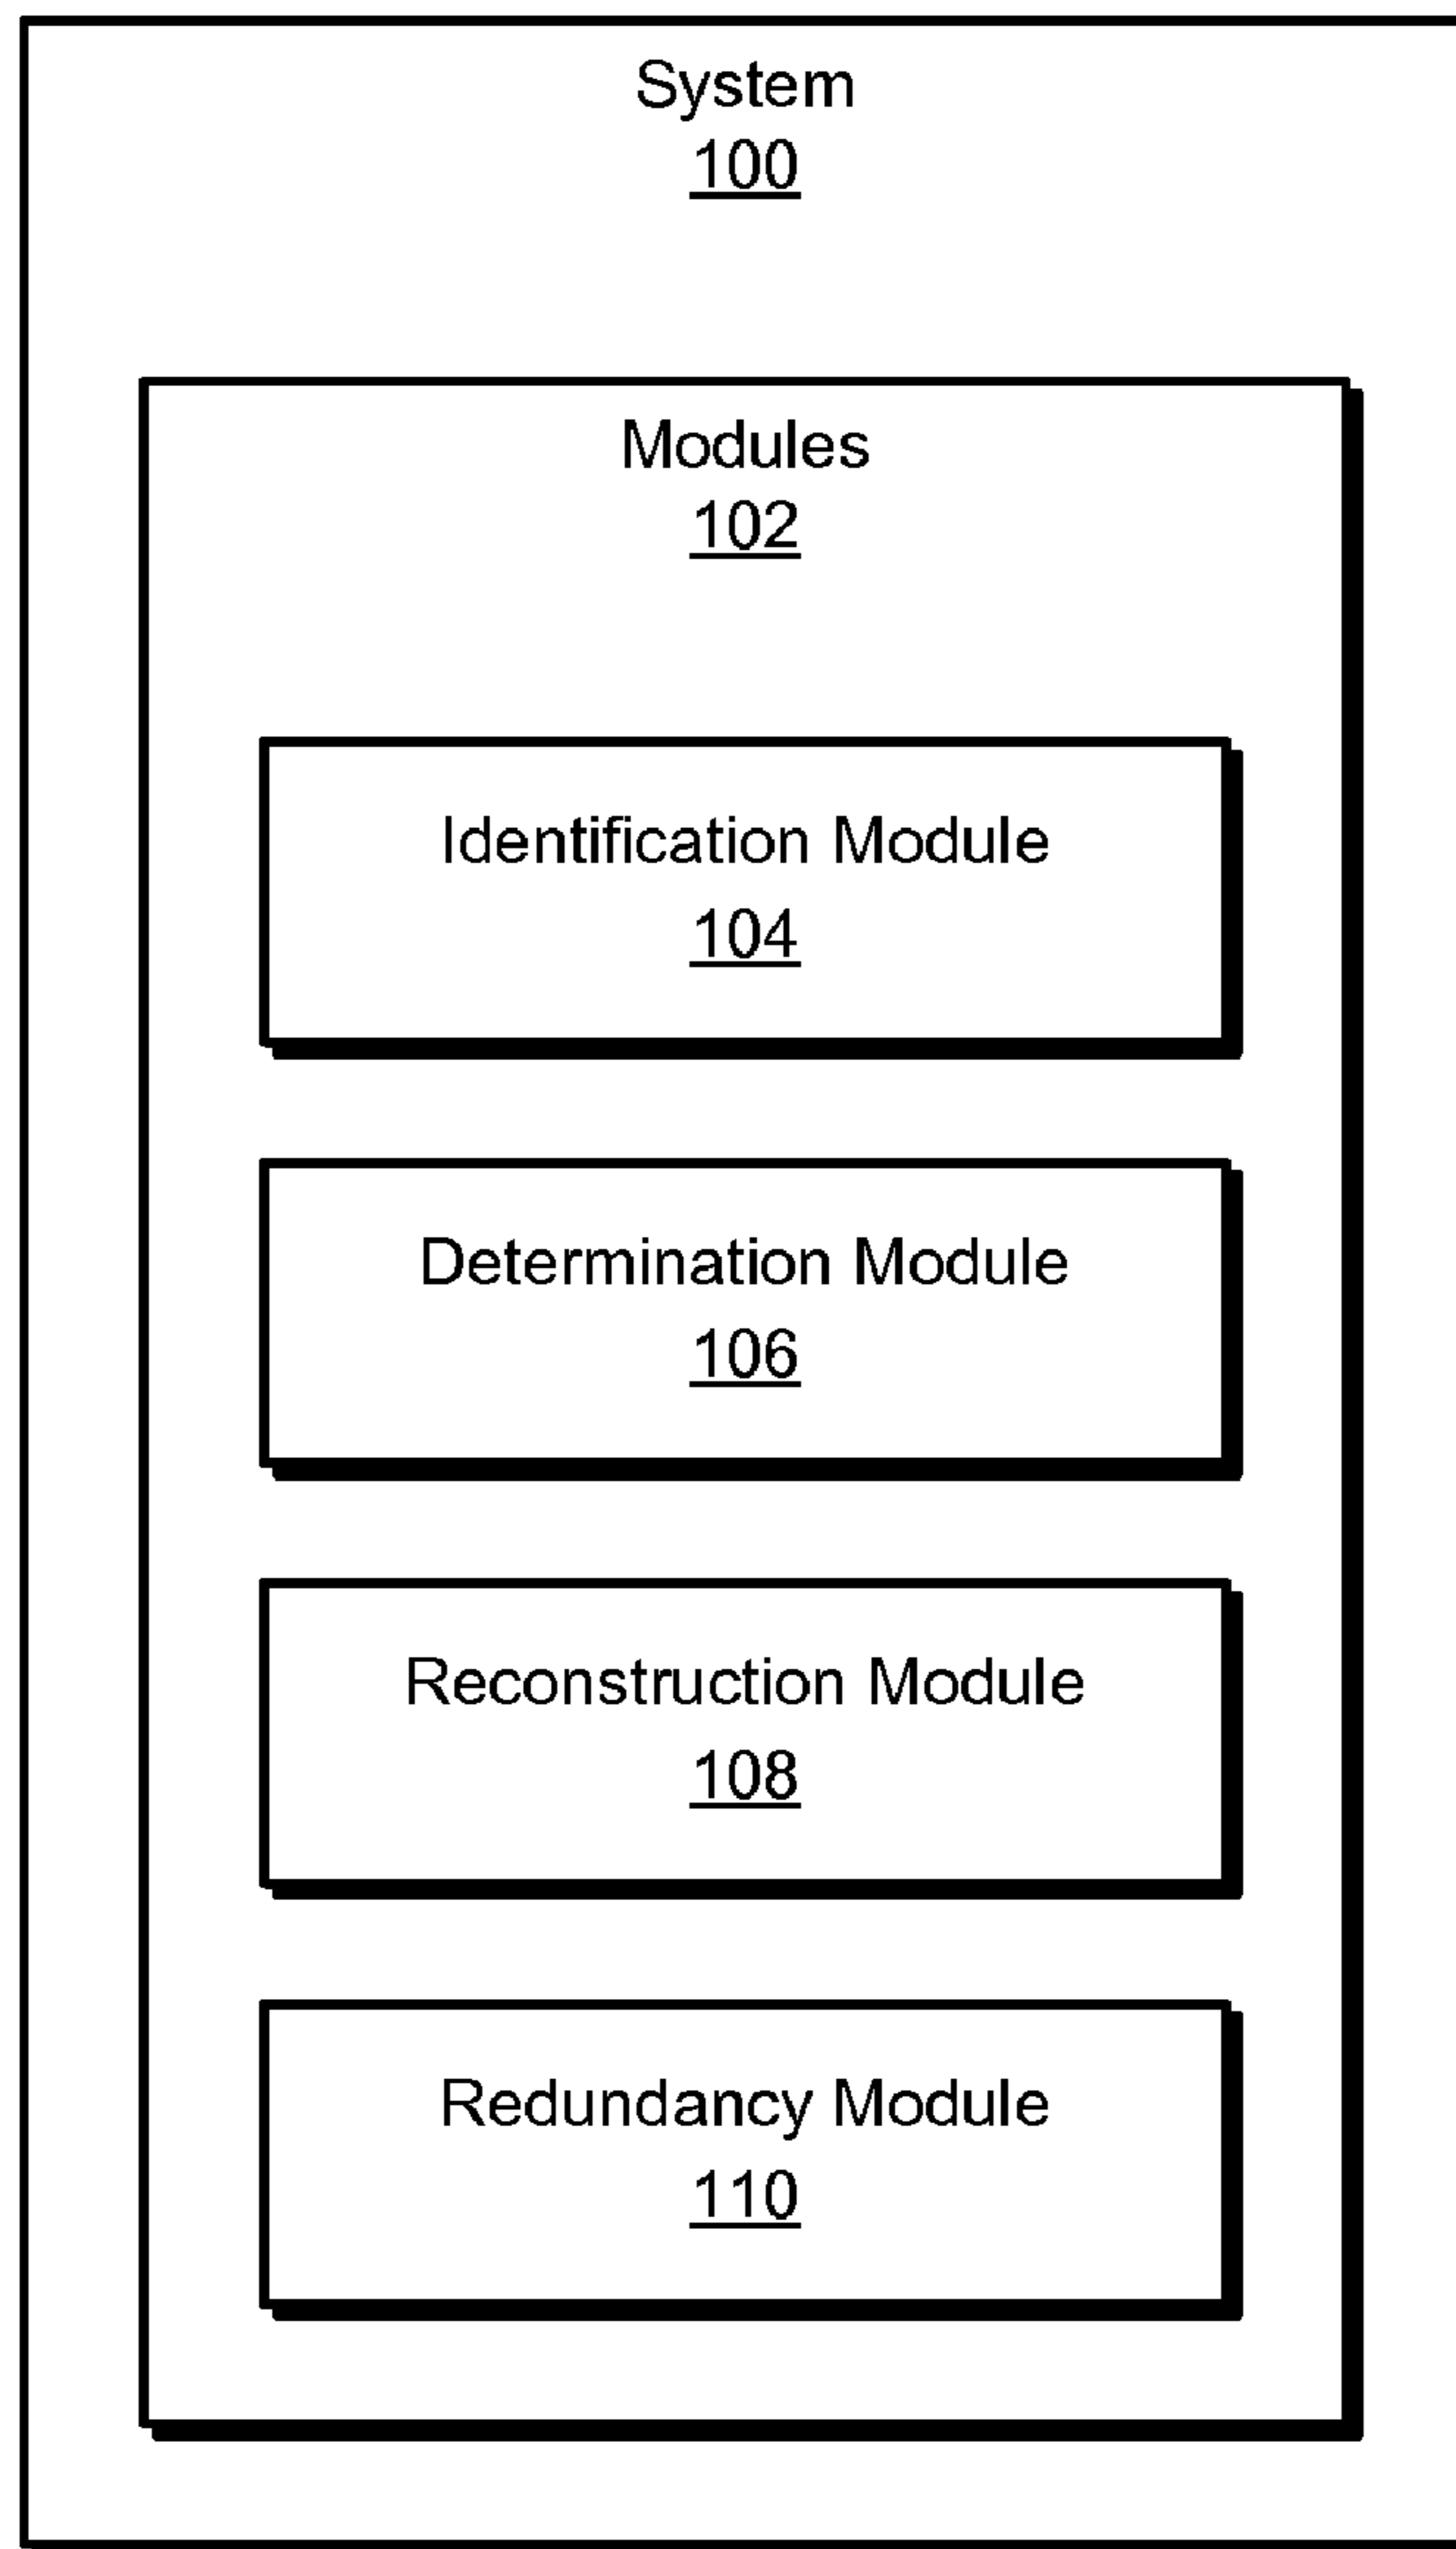 System
100
Modules
102
Identification Module
104
Determination Module
106
Reconstruction Module
108
Redundancy Module
110